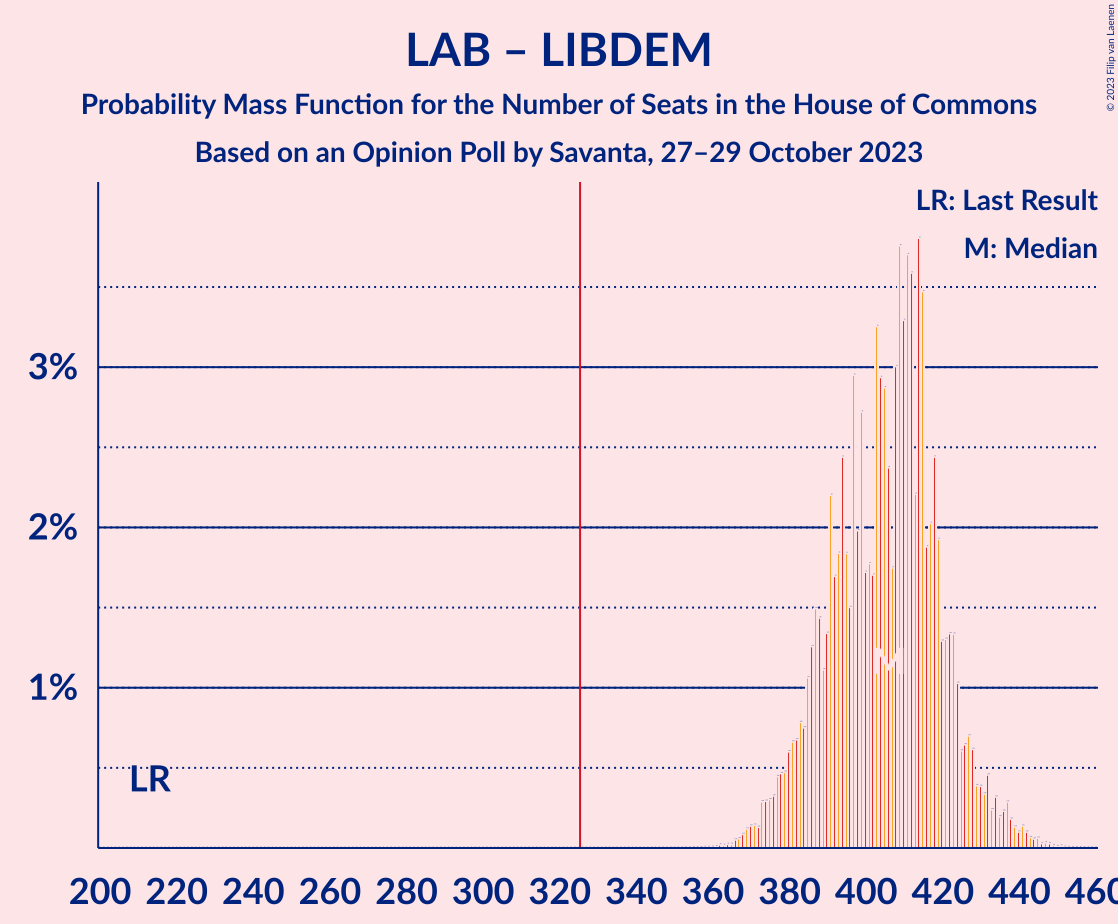 LAB – LIBDEM
Probability Mass Function for the Number of Seats in the House of Commons
Based on an Opinion Poll by Savanta, 27–29 October 2023
© 2023 Filip van Laenen
LR: Last Result
M: Median
3%
2%
1%
LR
M
200 220 240 260 280 300 320 340 360 380 400 420 440 460